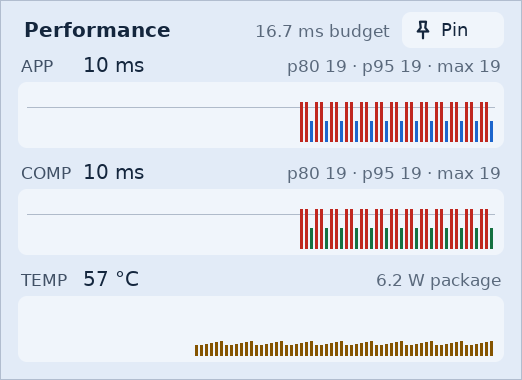 Performance 16.7 ms budget Pin
APP 10 ms p80 19 · p95 19 · max 19
COMP 10 ms p80 19 · p95 19 · max 19
TEMP 57 °C 6.2 W package